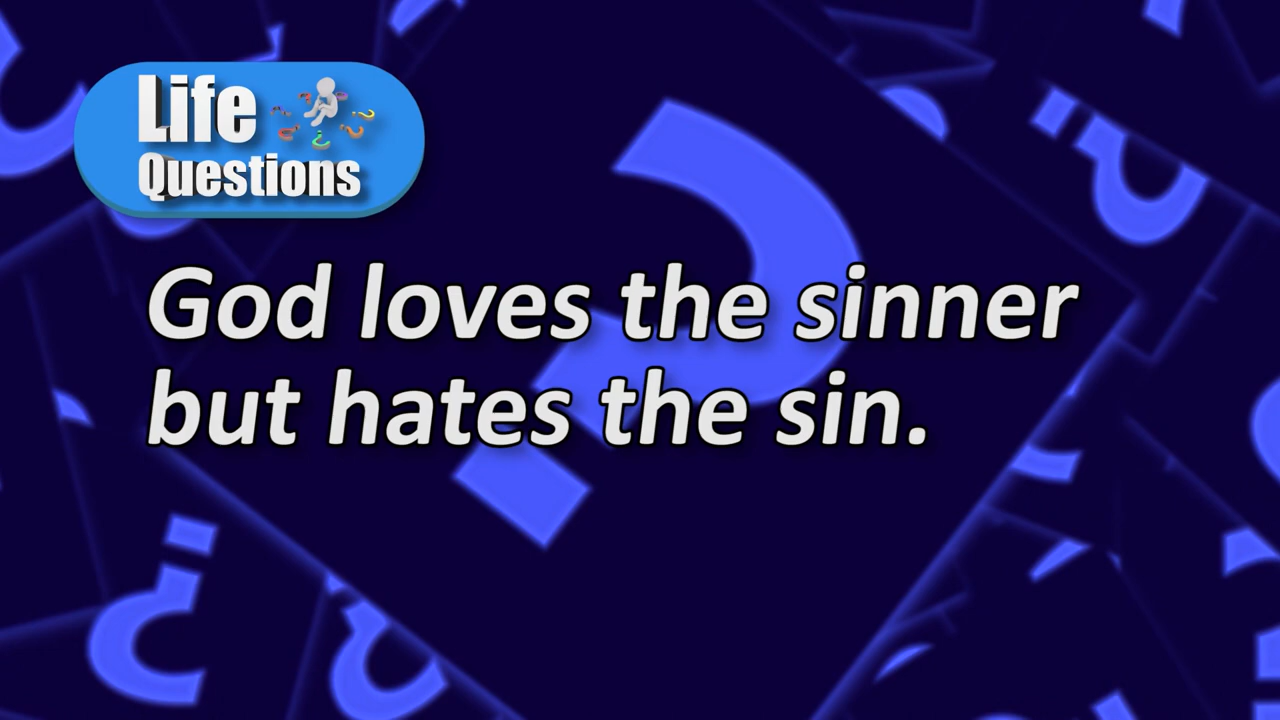 Life
Questions
God loves the sinner
but hates the sin.